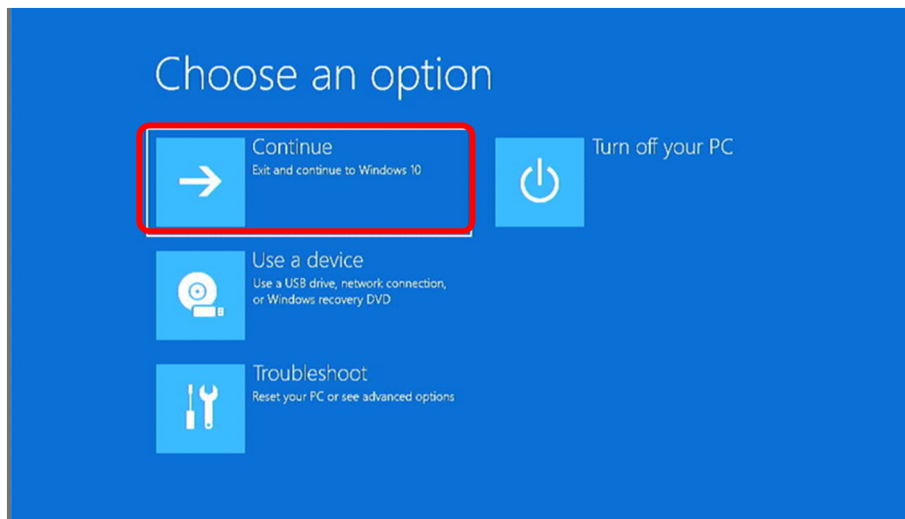 Choose an option
Continue
Exit and continue to Windows 10
Turn off your PC
Use a device
Use a USB drive, network connection,
or Windows recovery DVD
Troubleshoot
Reset your PC or see advanced options